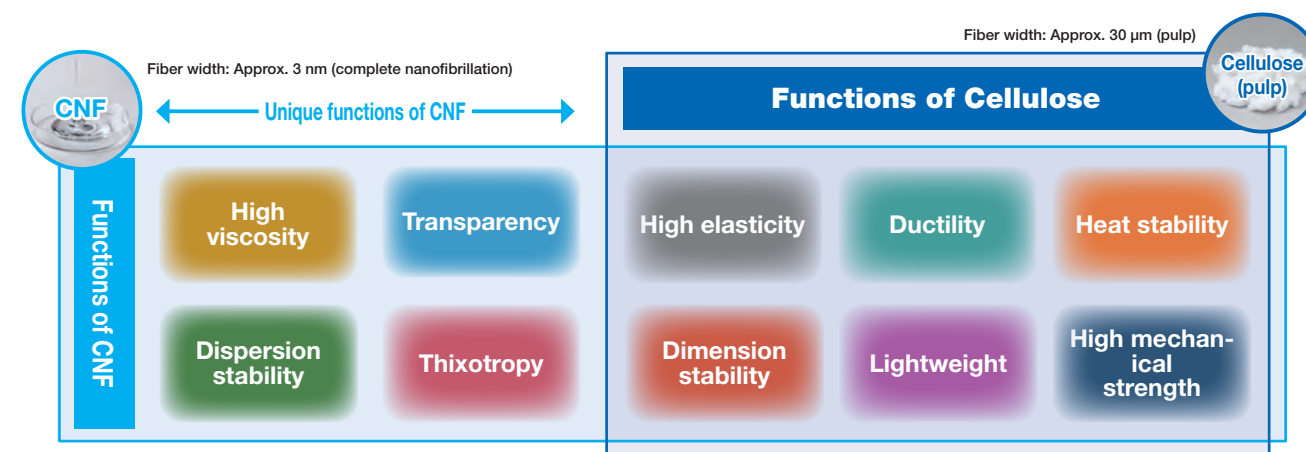 Fiber width: Approx. 30 µm (pulp)
Fiber width: Approx. 3 nm (complete nanofibrillation)
CNF
Unique functions of CNF
Functions of Cellulose
Cellulose
(pulp)
Functions of CNF
High
viscosity
Transparency
High elasticity
Ductility
Heat stability
Dispersion
stability
Thixotropy
Dimension
stability
Lightweight
High mechan-
ical
strength